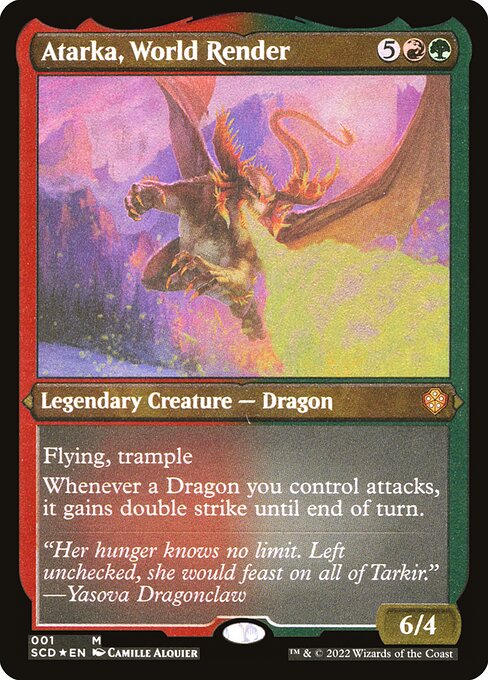 Atarka, World Render 5
Legendary Creature — Dragon
Flying, trample
Whenever a Dragon you control attacks,
it gains double strike until end of turn.
“Her hunger knows no limit. Left
unchecked, she would feast on all of Tarkir.”
—Yasova Dragonclaw
6/4
001 M
SCD ★ EN Camille Alquier
™ & © 2022 Wizards of the Coast